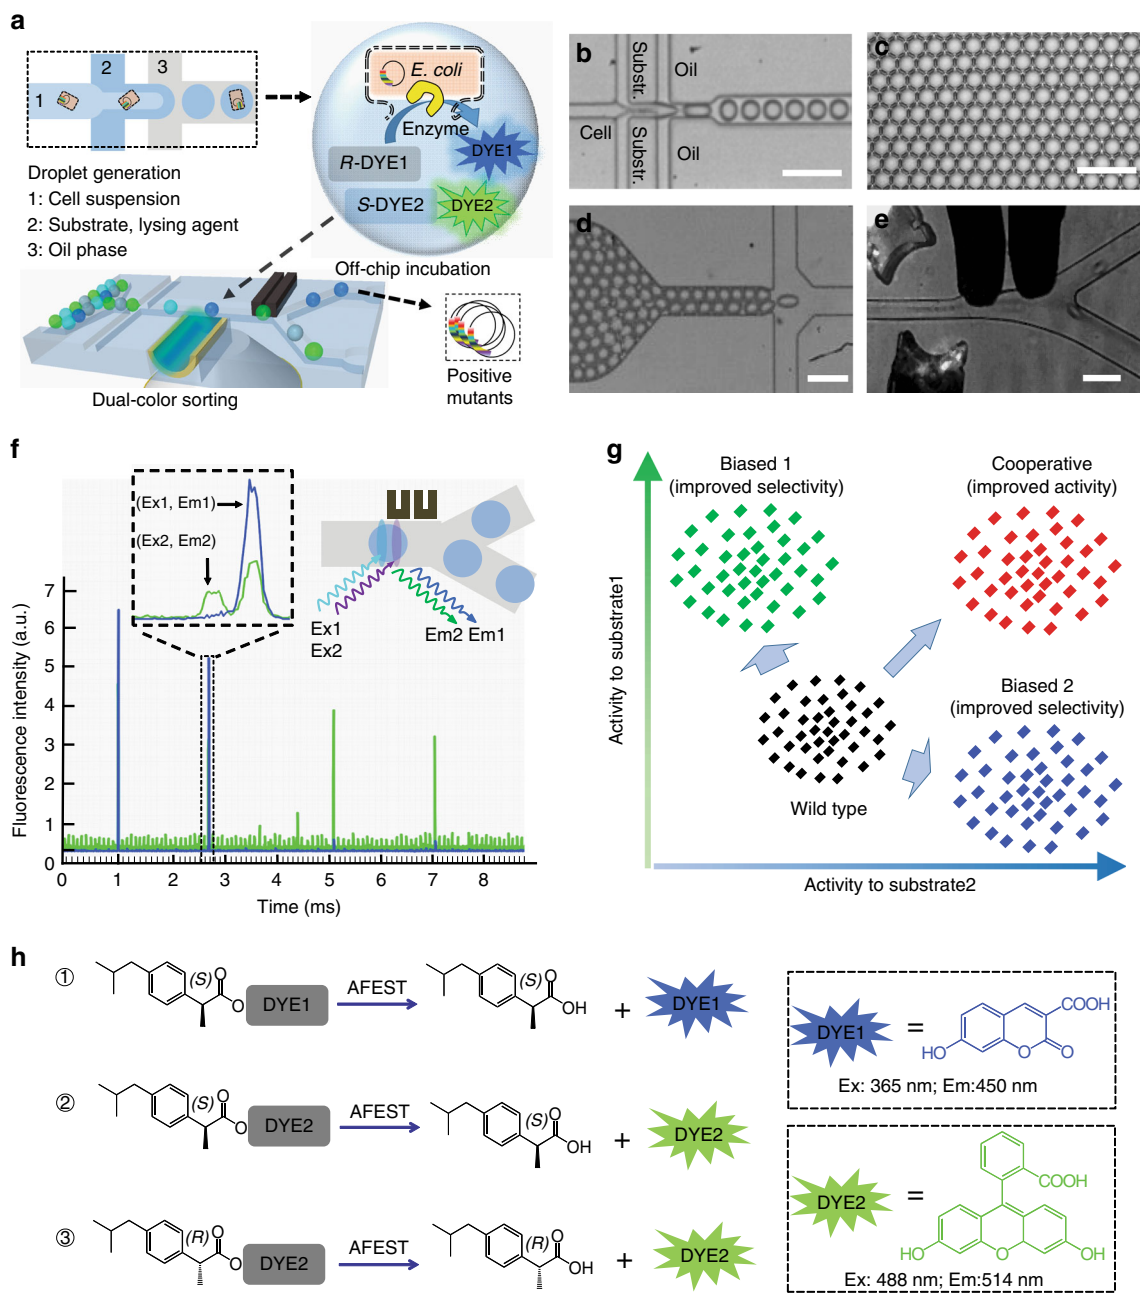 a
2
3
1
Droplet generation
1: Cell suspension
2: Substrate, lysing agent
3: Oil phase
E. coli
Enzyme
DYE1
R-DYE1
S-DYE2
DYE2
Off-chip incubation
Dual-color sorting
Positive
mutants
b
Substr.
Oil
Cell
Substr.
Oil
c
d
e
f
(Ex1, Em1)
(Ex2, Em2)
Ex1
Ex2
Em2 Em1
Fluorescence intensity (a.u.)
7
6
5
4
3
2
1
0
0 1 2 3 4 5 6 7 8
Time (ms)
g
Biased 1
(improved selectivity)
Cooperative
(improved activity)
Biased 2
(improved selectivity)
Wild type
Activity to substrate1
Activity to substrate2
h
①
(S)
O
O
DYE1
AFEST
(S)
O
OH
+
DYE1
②
(S)
O
O
DYE2
AFEST
(S)
O
OH
+
DYE2
③
(R)
O
O
DYE2
AFEST
(R)
O
OH
+
DYE2
DYE1
=
COOH
HO
O
O
Ex: 365 nm; Em:450 nm
DYE2
=
COOH
HO
O
OH
Ex: 488 nm; Em:514 nm